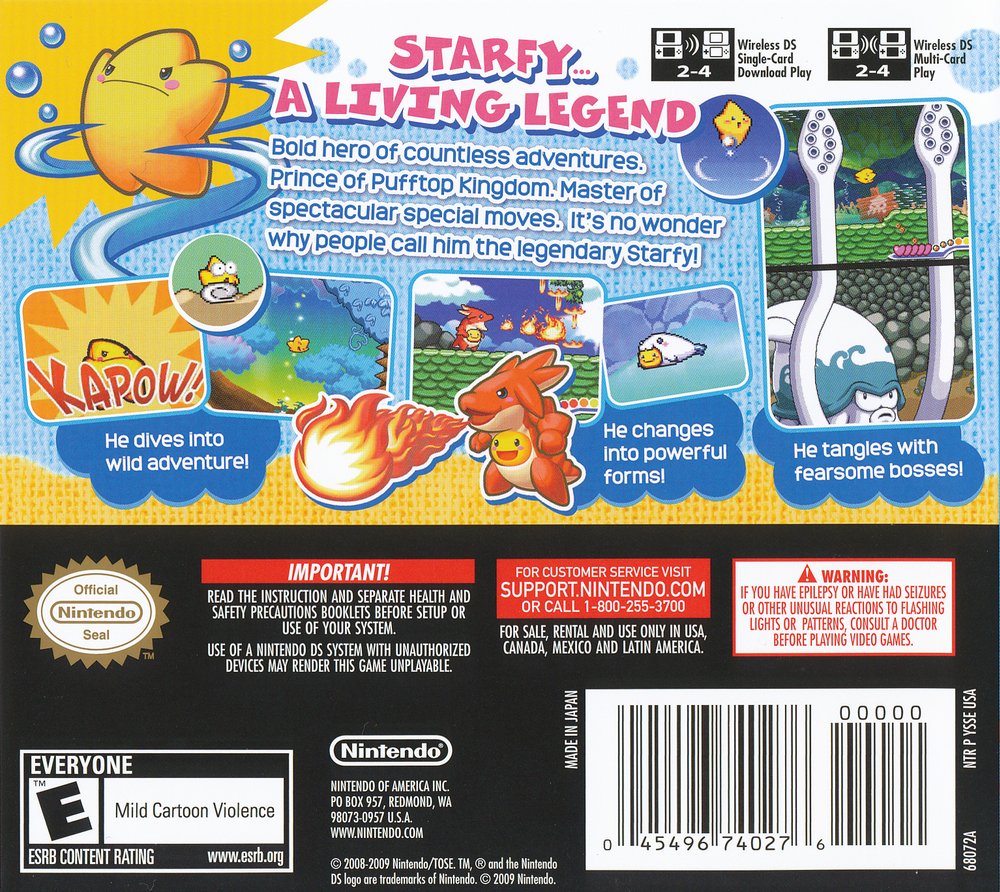 STARFY...
A LIVING LEGEND
2-4
Wireless DS
Single-Card
Download Play
2-4
Wireless DS
Multi-Card
Play
Bold hero of countless adventures.
Prince of Pufftop Kingdom. Master of
spectacular special moves. It's no wonder
why people call him the legendary Starfy!
KAPOW!
He dives into
wild adventure!
He changes
into powerful
forms!
He tangles with
fearsome bosses!
Official
Nintendo
Seal
TM
IMPORTANT!
READ THE INSTRUCTION AND SEPARATE HEALTH AND
SAFETY PRECAUTIONS BOOKLETS BEFORE SETUP OR
USE OF YOUR SYSTEM.
USE OF A NINTENDO DS SYSTEM WITH UNAUTHORIZED
DEVICES MAY RENDER THIS GAME UNPLAYABLE.
FOR CUSTOMER SERVICE VISIT
SUPPORT.NINTENDO.COM
OR CALL 1-800-255-3700
FOR SALE, RENTAL AND USE ONLY IN USA,
CANADA, MEXICO AND LATIN AMERICA.
WARNING:
IF YOU HAVE EPILEPSY OR HAVE HAD SEIZURES
OR OTHER UNUSUAL REACTIONS TO FLASHING
LIGHTS OR PATTERNS, CONSULT A DOCTOR
BEFORE PLAYING VIDEO GAMES.
EVERYONE
TM
E
Mild Cartoon Violence
ESRB CONTENT RATING
www.esrb.org
Nintendo®
NINTENDO OF AMERICA INC.
PO BOX 957, REDMOND, WA
98073-0957 U.S.A.
WWW.NINTENDO.COM
© 2008-2009 Nintendo/TOSE. TM, ® and the Nintendo
DS logo are trademarks of Nintendo. © 2009 Nintendo.
MADE IN JAPAN
00000
0 45496 74027 6
NTR P YSSE USA
68072A